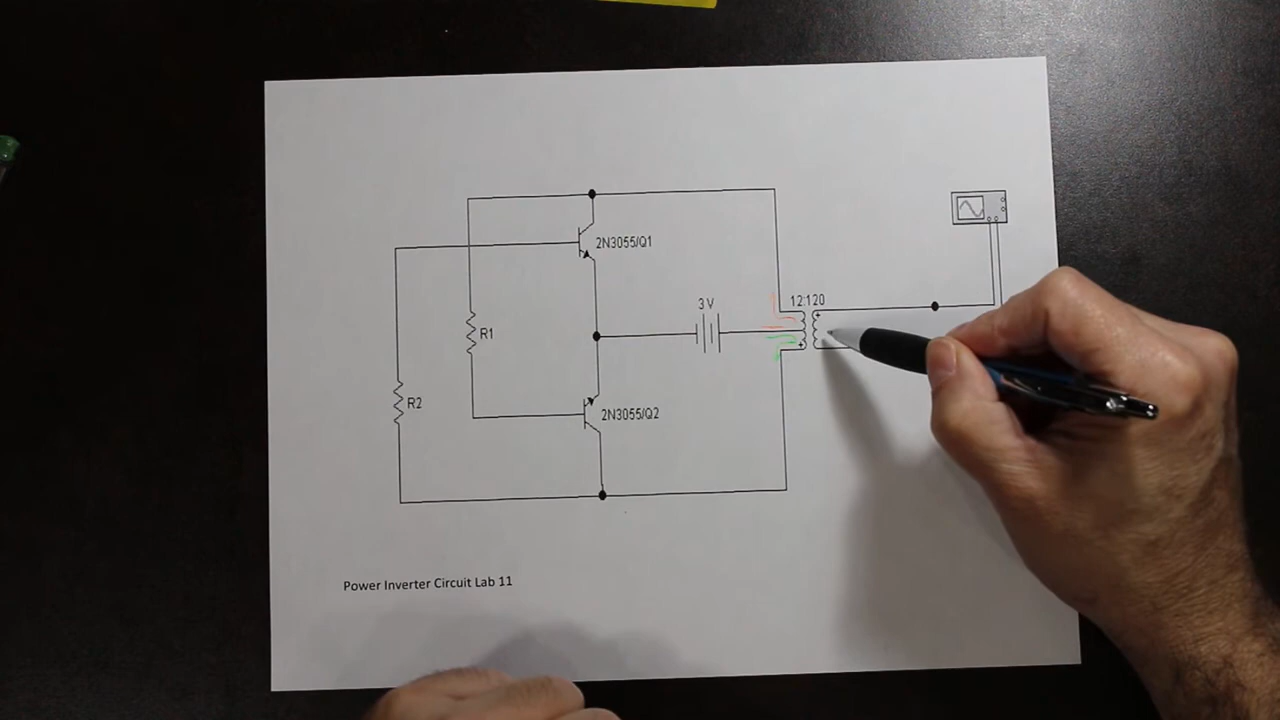 2N3055/Q1
3 V
12:120
R1
R2
2N3055/Q2
Power Inverter Circuit Lab 11